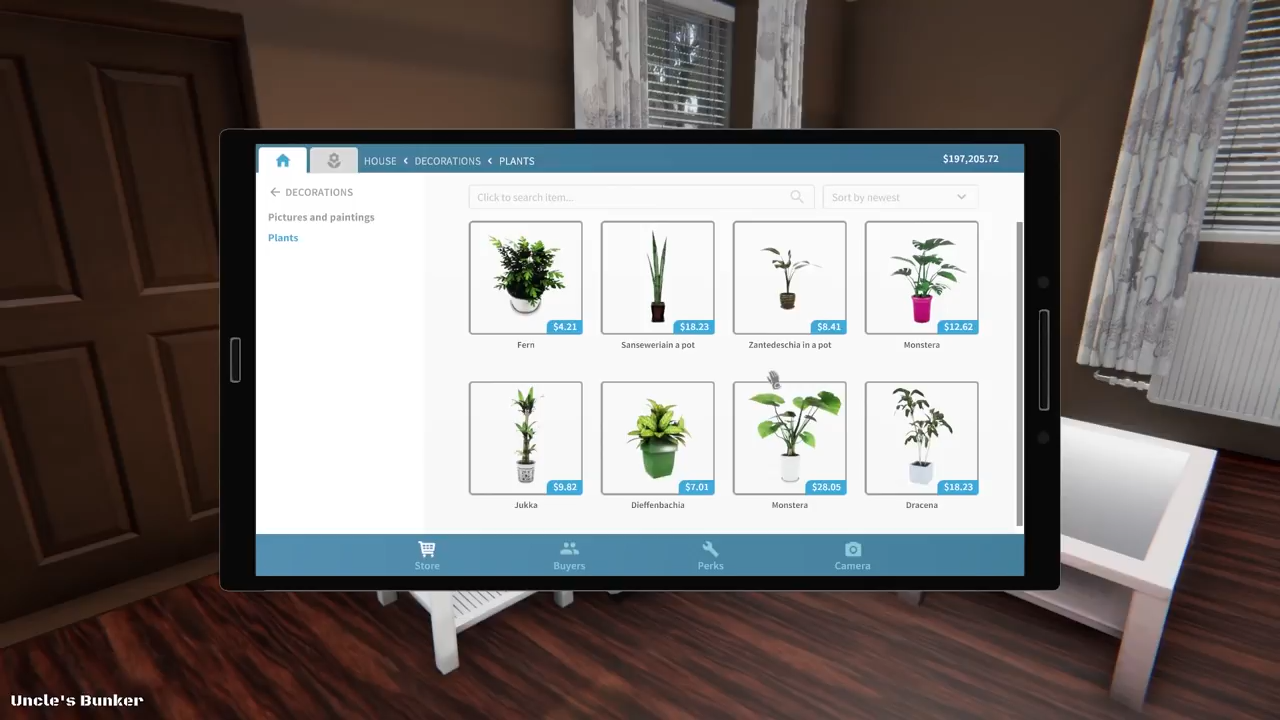 HOUSE < DECORATIONS < PLANTS
$197,205.72
← DECORATIONS
Pictures and paintings
Plants
Click to search item...
Sort by newest
$4.21
$18.23
$8.41
$12.62
Fern
Sanseweriain a pot
Zantedeschia in a pot
Monstera
$9.82
$7.01
$28.05
$18.23
Jukka
Dieffenbachia
Monstera
Dracena
Store
Buyers
Perks
Camera
Uncle's Bunker